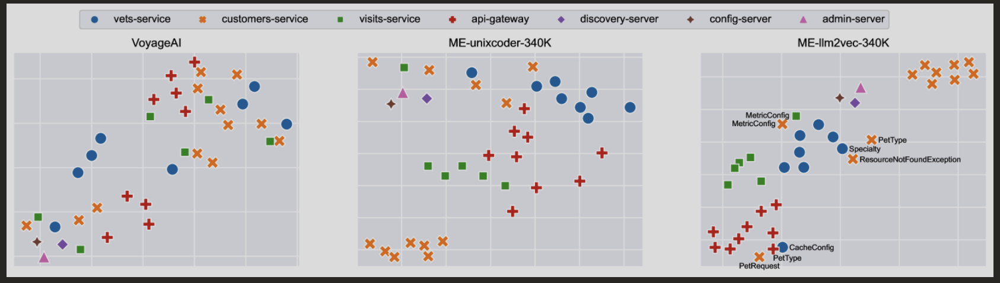 vets-service customers-service visits-service api-gateway discovery-server config-server admin-server
VoyageAI
ME-unixcoder-340K
ME-llm2vec-340K
MetricConfig
MetricConfig
PetType
Specialty
ResourceNotFoundException
CacheConfig
PetType
PetRequest